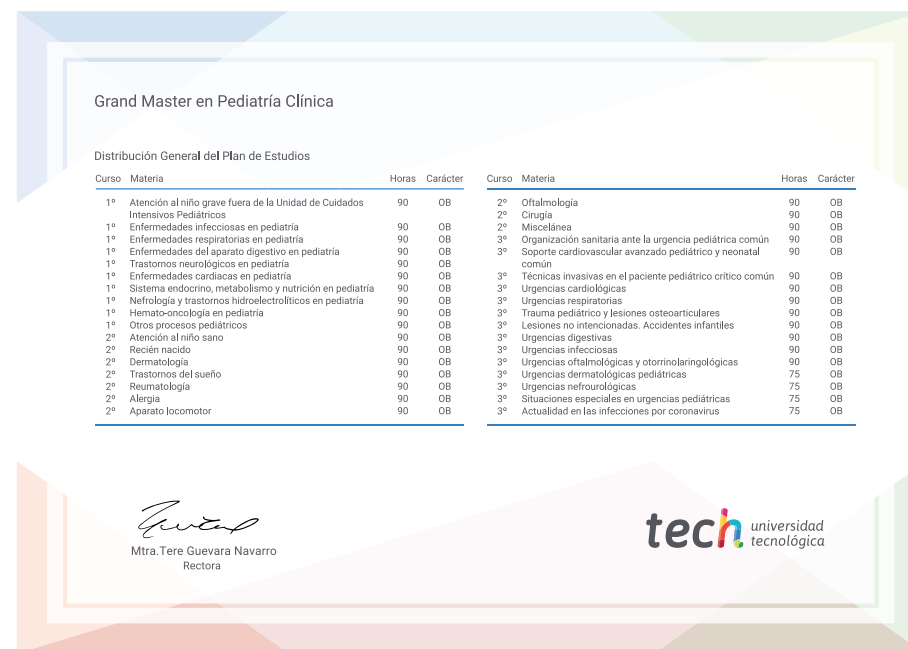 Grand Master en Pediatría Clínica
Distribución General del Plan de Estudios
Curso Materia Horas Carácter
1º Atención al niño grave fuera de la Unidad de Cuidados 90 OB
Intensivos Pediátricos
1º Enfermedades infecciosas en pediatría 90 OB
1º Enfermedades respiratorias en pediatría 90 OB
1º Enfermedades del aparato digestivo en pediatría 90 OB
1º Trastornos neurológicos en pediatría 90 OB
1º Enfermedades cardiacas en pediatría 90 OB
1º Sistema endocrino, metabolismo y nutrición en pediatría 90 OB
1º Nefrología y trastornos hidroelectrolíticos en pediatría 90 OB
1º Hemato-oncología en pediatría 90 OB
1º Otros procesos pediátricos 90 OB
2º Atención al niño sano 90 OB
2º Recién nacido 90 OB
2º Dermatología 90 OB
2º Trastornos del sueño 90 OB
2º Reumatología 90 OB
2º Alergia 90 OB
2º Aparato locomotor 90 OB
Curso Materia Horas Carácter
2º Oftalmología 90 OB
2º Cirugía 90 OB
2º Miscelánea 90 OB
3º Organización sanitaria ante la urgencia pediátrica común 90 OB
3º Soporte cardiovascular avanzado pediátrico y neonatal 90 OB
común
3º Técnicas invasivas en el paciente pediátrico crítico común 90 OB
3º Urgencias cardiológicas 90 OB
3º Urgencias respiratorias 90 OB
3º Trauma pediátrico y lesiones osteoarticulares 90 OB
3º Lesiones no intencionadas. Accidentes infantiles 90 OB
3º Urgencias digestivas 90 OB
3º Urgencias infecciosas 90 OB
3º Urgencias oftalmológicas y otorrinolaringológicas 90 OB
3º Urgencias dermatológicas pediátricas 75 OB
3º Urgencias nefrourológicas 75 OB
3º Situaciones especiales en urgencias pediátricas 75 OB
3º Actualidad en las infecciones por coronavirus 75 OB
Mtra.Tere Guevara Navarro
Rectora
tech universidad
tecnológica